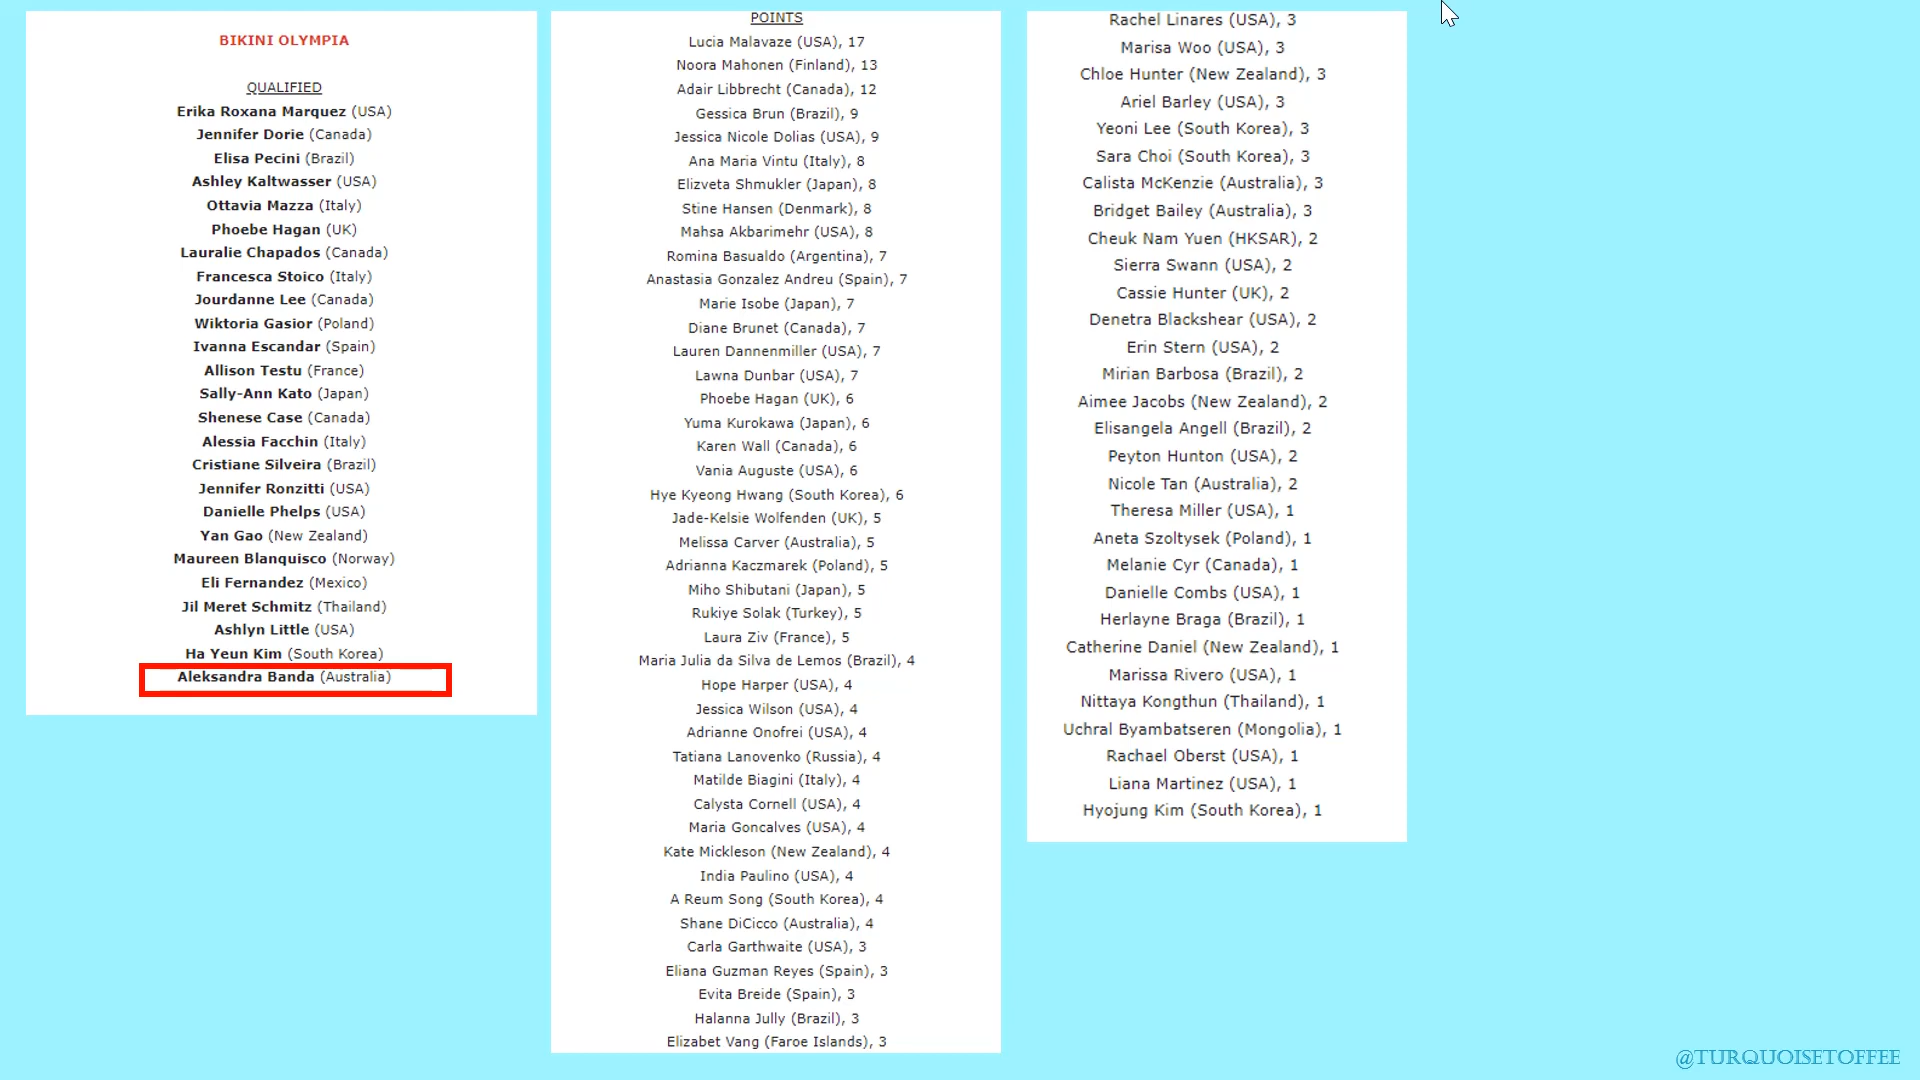 BIKINI OLYMPIA
QUALIFIED
Erika Roxana Marquez (USA)
Jennifer Dorie (Canada)
Elisa Pecini (Brazil)
Ashley Kaltwasser (USA)
Ottavia Mazza (Italy)
Phoebe Hagan (UK)
Lauralie Chapados (Canada)
Francesca Stoico (Italy)
Jourdanne Lee (Canada)
Wiktoria Gasior (Poland)
Ivanna Escandar (Spain)
Allison Testu (France)
Sally-Ann Kato (Japan)
Shenese Case (Canada)
Alessia Facchin (Italy)
Cristiane Silveira (Brazil)
Jennifer Ronzitti (USA)
Danielle Phelps (USA)
Yan Gao (New Zealand)
Maureen Blanquisco (Norway)
Eli Fernandez (Mexico)
Jil Meret Schmitz (Thailand)
Ashlyn Little (USA)
Ha Yeun Kim (South Korea)
Aleksandra Banda (Australia)
POINTS
Lucia Malavaze (USA), 17
Noora Mahonen (Finland), 13
Adair Libbrecht (Canada), 12
Gessica Brun (Brazil), 9
Jessica Nicole Dolias (USA), 9
Ana Maria Vintu (Italy), 8
Elizveta Shmukler (Japan), 8
Stine Hansen (Denmark), 8
Mahsa Akbarimehr (USA), 8
Romina Basualdo (Argentina), 7
Anastasia Gonzalez Andreu (Spain), 7
Marie Isobe (Japan), 7
Diane Brunet (Canada), 7
Lauren Dannenmiller (USA), 7
Lawna Dunbar (USA), 7
Phoebe Hagan (UK), 6
Yuma Kurokawa (Japan), 6
Karen Wall (Canada), 6
Vania Auguste (USA), 6
Hye Kyeong Hwang (South Korea), 6
Jade-Kelsie Wolfenden (UK), 5
Melissa Carver (Australia), 5
Adrianna Kaczmarek (Poland), 5
Miho Shibutani (Japan), 5
Rukiye Solak (Turkey), 5
Laura Ziv (France), 5
Maria Julia da Silva de Lemos (Brazil), 4
Hope Harper (USA), 4
Jessica Wilson (USA), 4
Adrianne Onofrei (USA), 4
Tatiana Lanovenko (Russia), 4
Matilde Biagini (Italy), 4
Calysta Cornell (USA), 4
Maria Goncalves (USA), 4
Kate Mickleson (New Zealand), 4
India Paulino (USA), 4
A Reum Song (South Korea), 4
Shane DiCicco (Australia), 4
Carla Garthwaite (USA), 3
Eliana Guzman Reyes (Spain), 3
Evita Breide (Spain), 3
Halanna Jully (Brazil), 3
Elizabet Vang (Faroe Islands), 3
Rachel Linares (USA), 3
Marisa Woo (USA), 3
Chloe Hunter (New Zealand), 3
Ariel Barley (USA), 3
Yeoni Lee (South Korea), 3
Sara Choi (South Korea), 3
Calista McKenzie (Australia), 3
Bridget Bailey (Australia), 3
Cheuk Nam Yuen (HKSAR), 2
Sierra Swann (USA), 2
Cassie Hunter (UK), 2
Denetra Blackshear (USA), 2
Erin Stern (USA), 2
Mirian Barbosa (Brazil), 2
Aimee Jacobs (New Zealand), 2
Elisangela Angell (Brazil), 2
Peyton Hunton (USA), 2
Nicole Tan (Australia), 2
Theresa Miller (USA), 1
Aneta Szoltysek (Poland), 1
Melanie Cyr (Canada), 1
Danielle Combs (USA), 1
Herlayne Braga (Brazil), 1
Catherine Daniel (New Zealand), 1
Marissa Rivero (USA), 1
Nittaya Kongthun (Thailand), 1
Uchral Byambatseren (Mongolia), 1
Rachael Oberst (USA), 1
Liana Martinez (USA), 1
Hyojung Kim (South Korea), 1
@TURQUOISETOFFEE